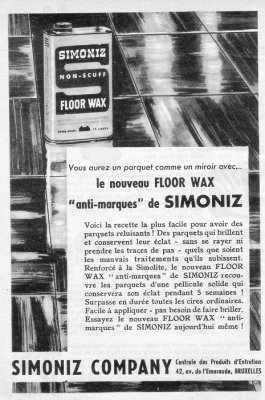 SIMONIZ
NON-SCUFF
FLOOR WAX
Vous aurez un parquet comme un miroir avec...
le nouveau FLOOR WAX
"anti-marques" de SIMONIZ
Voici la recette la plus facile pour avoir des
parquets reluisants ! Des parquets qui brillent
et conservent leur éclat - sans se rayer ni
prendre les traces de pas - quels que soient
les mauvais traitements qu'ils subissent.
Renforcé à la Simolite, le nouveau FLOOR
WAX "anti-marques" de SIMONIZ recou-
vre les parquets d'une pellicule solide qui
conservera son éclat pendant 5 semaines !
Surpasse en durée toutes les cires ordinaires.
Facile à appliquer - pas besoin de faire briller.
Essayez le nouveau FLOOR WAX "anti-
marques" de SIMONIZ aujourd'hui même !
SIMONIZ COMPANY
Centrale des Produits d'Entretien
42, av. de l'Emeraude, BRUXELLES